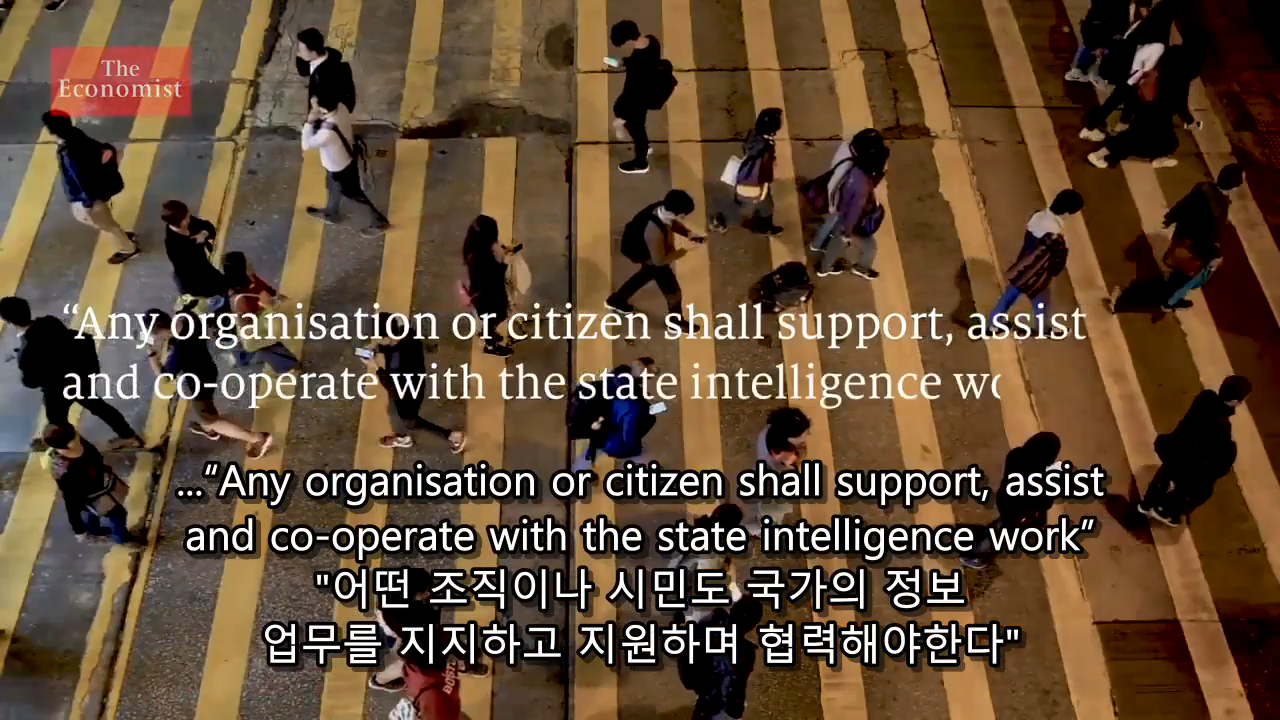 The
Economist
“Any organisation or citizen shall support, assist
and co-operate with the state intelligence wo
...“Any organisation or citizen shall support, assist
and co-operate with the state intelligence work”
"어떤 조직이나 시민도 국가의 정보
업무를 지지하고 지원하며 협력해야한다"